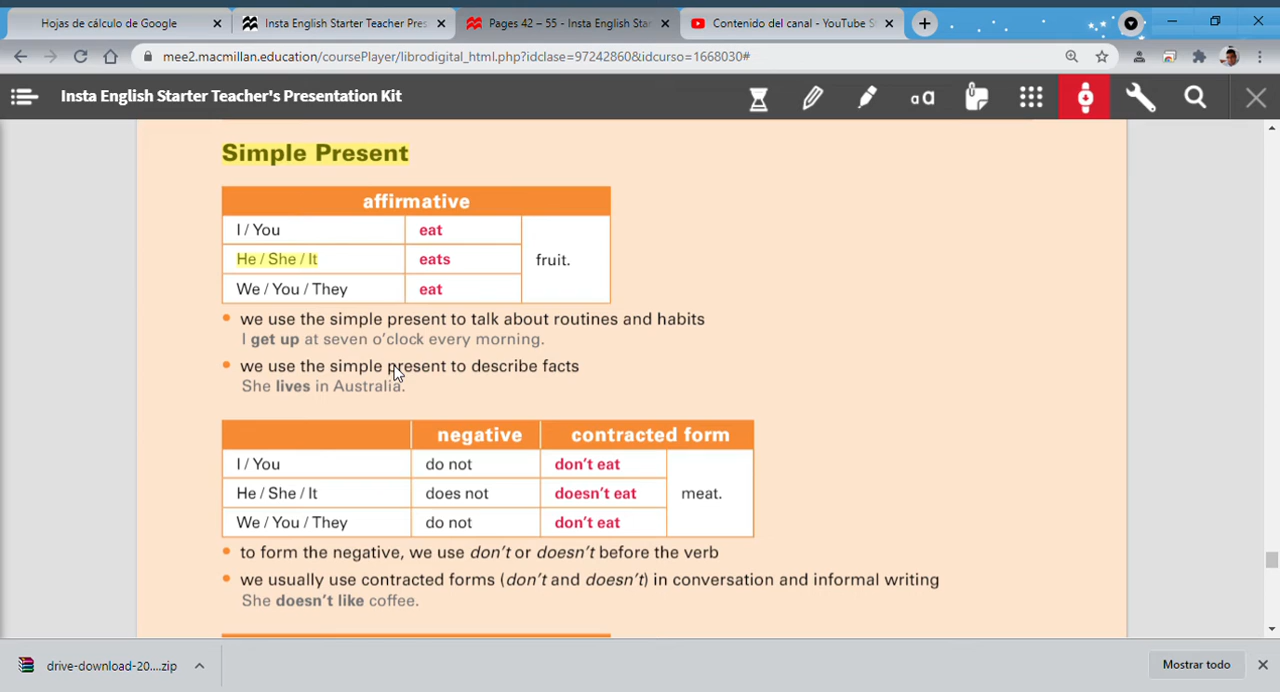 Hojas de cálculo de Google
Insta English Starter Teacher Pres
Pages 42 – 55 - Insta English Sta
Contenido del canal - YouTube S
mee2.macmillan.education/coursePlayer/librodigital_html.php?idclase=97242860&idcurso=1668030#
Insta English Starter Teacher's Presentation Kit
aa
Simple Present
affirmative
I / You eat
He / She / It eats fruit.
We / You / They eat
• we use the simple present to talk about routines and habits
I get up at seven o'clock every morning.
• we use the simple present to describe facts
She lives in Australia.
negative contracted form
I / You do not don't eat
He / She / It does not doesn't eat meat.
We / You / They do not don't eat
• to form the negative, we use don't or doesn't before the verb
• we usually use contracted forms (don't and doesn't) in conversation and informal writing
She doesn't like coffee.
drive-download-20....zip
Mostrar todo